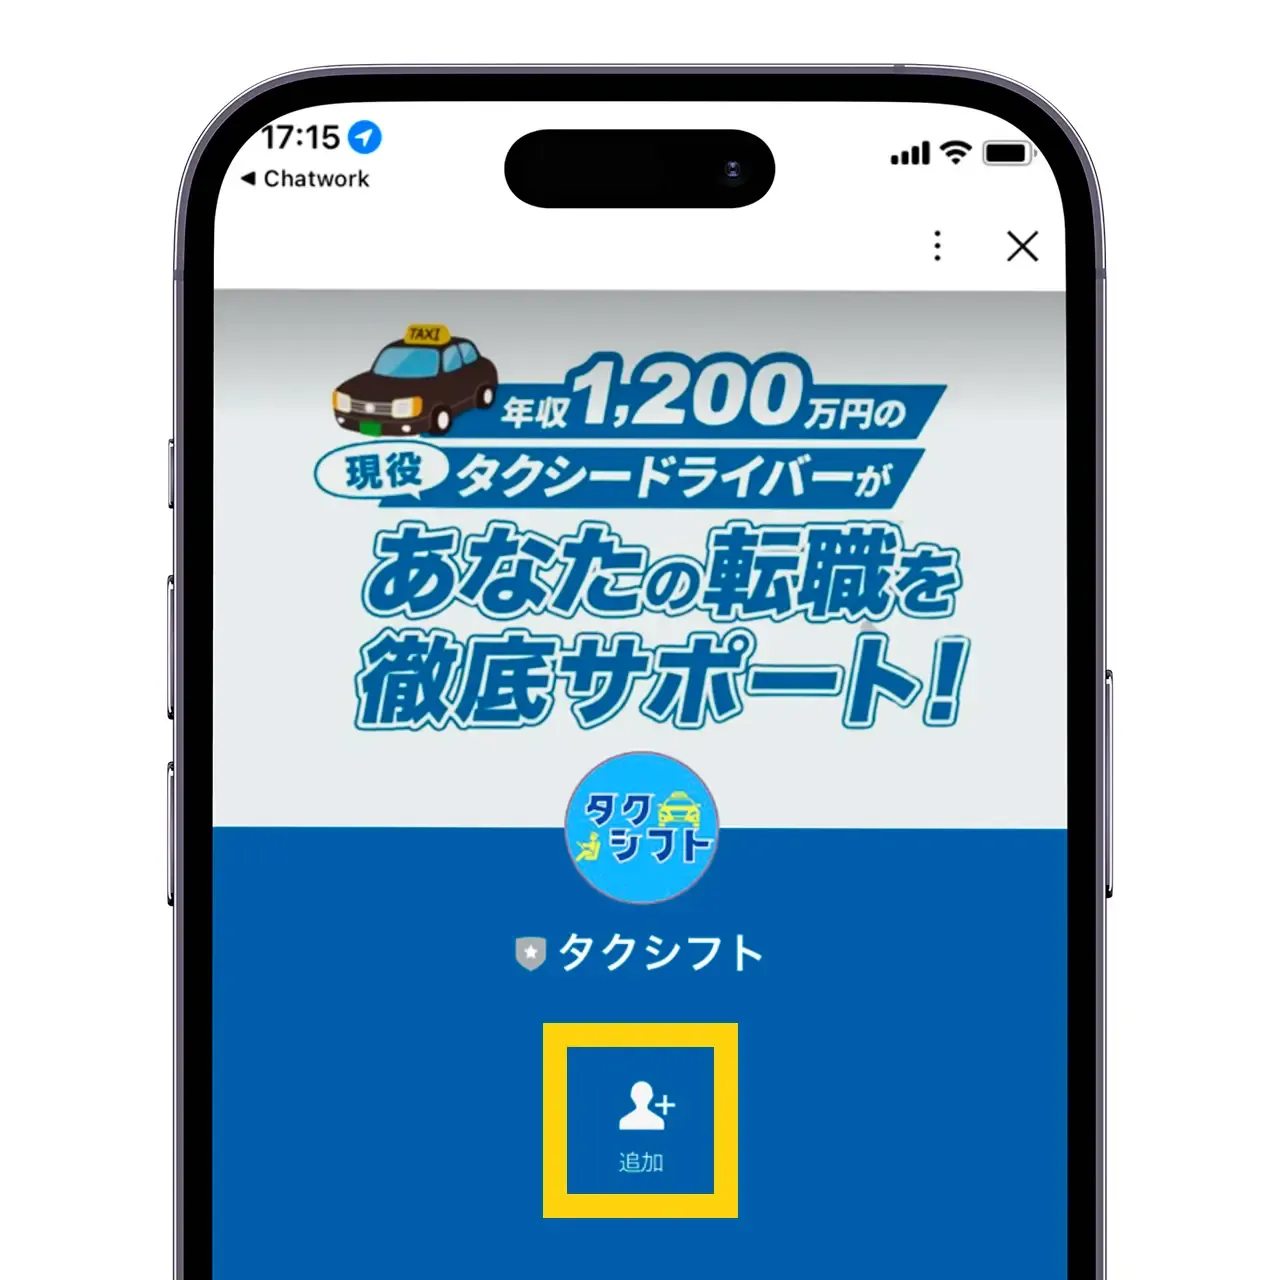 17:15
Chatwork
TAXI
年収1,200万円の
現役 タクシードライバーが
あなたの転職を
徹底サポート!
タク
シフト
タクシフト
追加